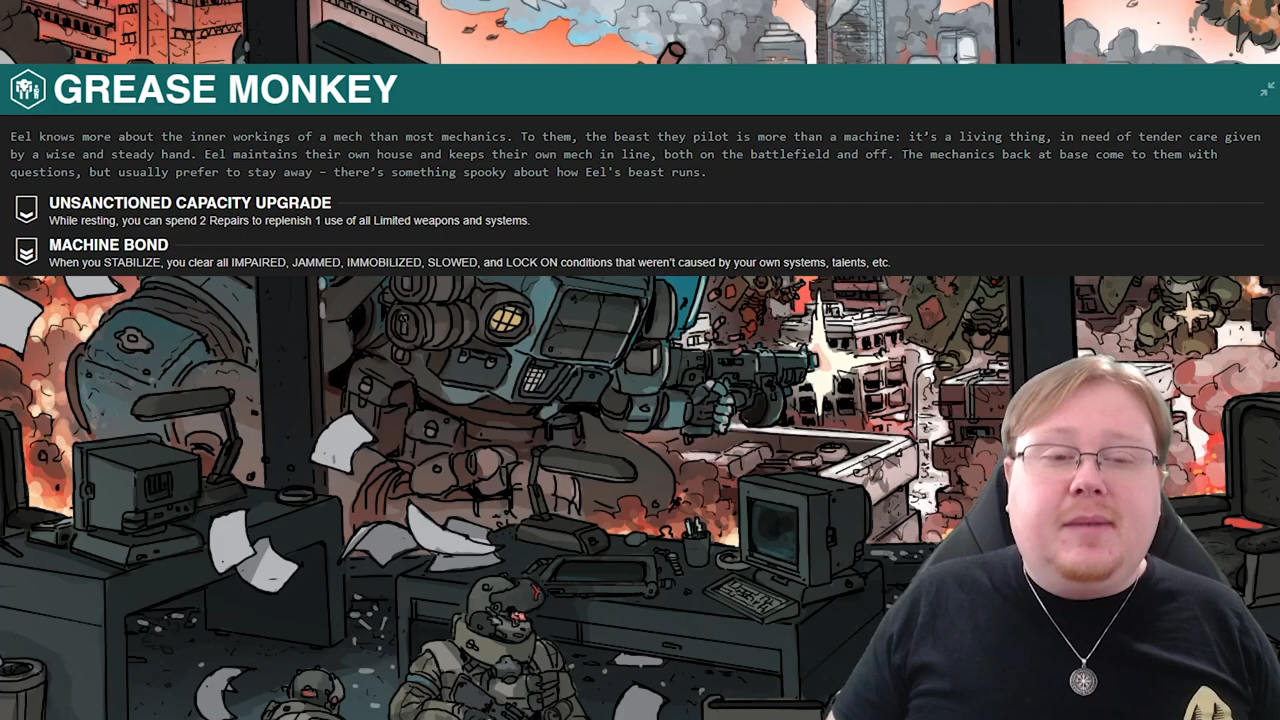 GREASE MONKEY
Eel knows more about the inner workings of a mech than most mechanics. To them, the beast they pilot is more than a machine: it’s a living thing, in need of tender care given
by a wise and steady hand. Eel maintains their own house and keeps their own mech in line, both on the battlefield and off. The mechanics back at base come to them with
questions, but usually prefer to stay away – there’s something spooky about how Eel's beast runs.
UNSANCTIONED CAPACITY UPGRADE
While resting, you can spend 2 Repairs to replenish 1 use of all Limited weapons and systems.
MACHINE BOND
When you STABILIZE, you clear all IMPAIRED, JAMMED, IMMOBILIZED, SLOWED, and LOCK ON conditions that weren't caused by your own systems, talents, etc.